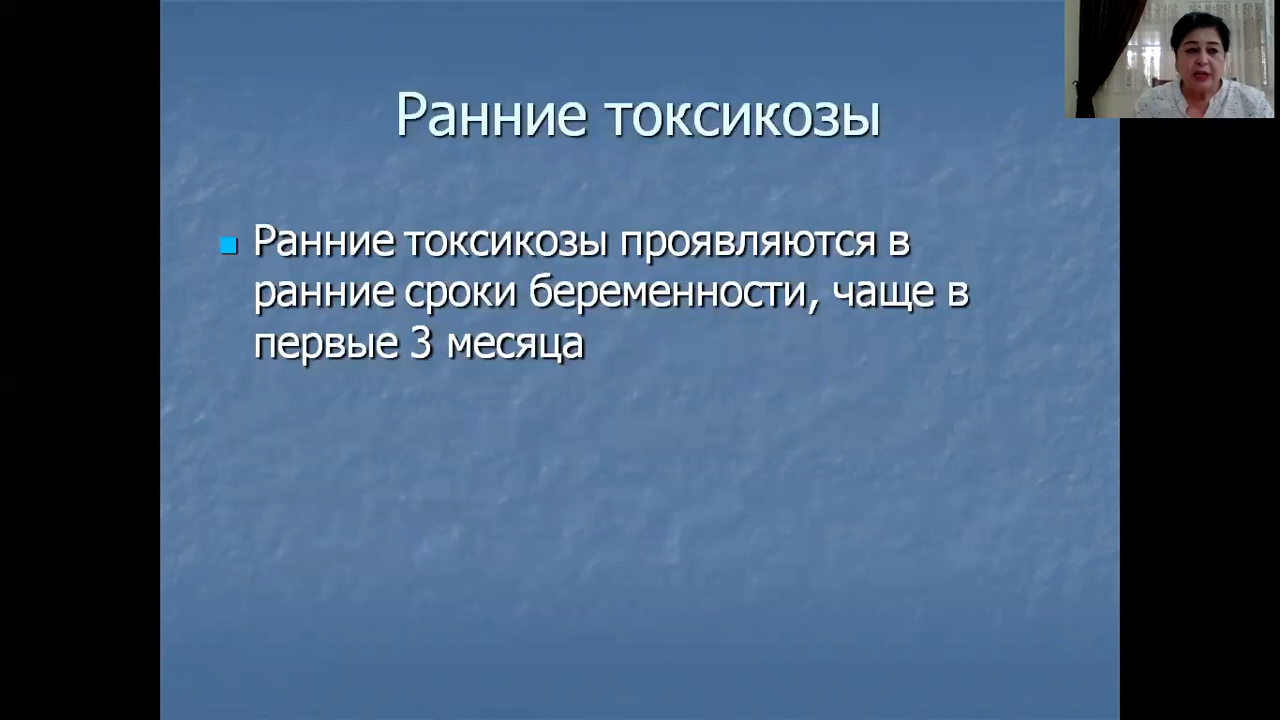 Ранние токсикозы
Ранние токсикозы проявляются в
ранние сроки беременности, чаще в
первые 3 месяца